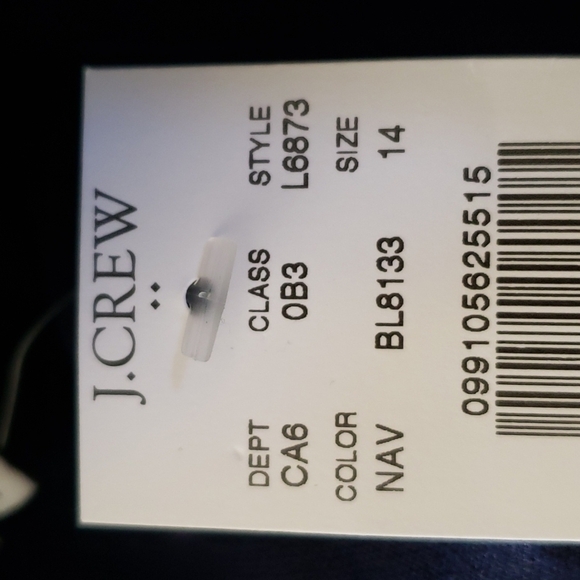 J.CREW
DEPT CLASS STYLE
CA6 0B3 L6873
COLOR SIZE
NAV BL8133 14
099105625515